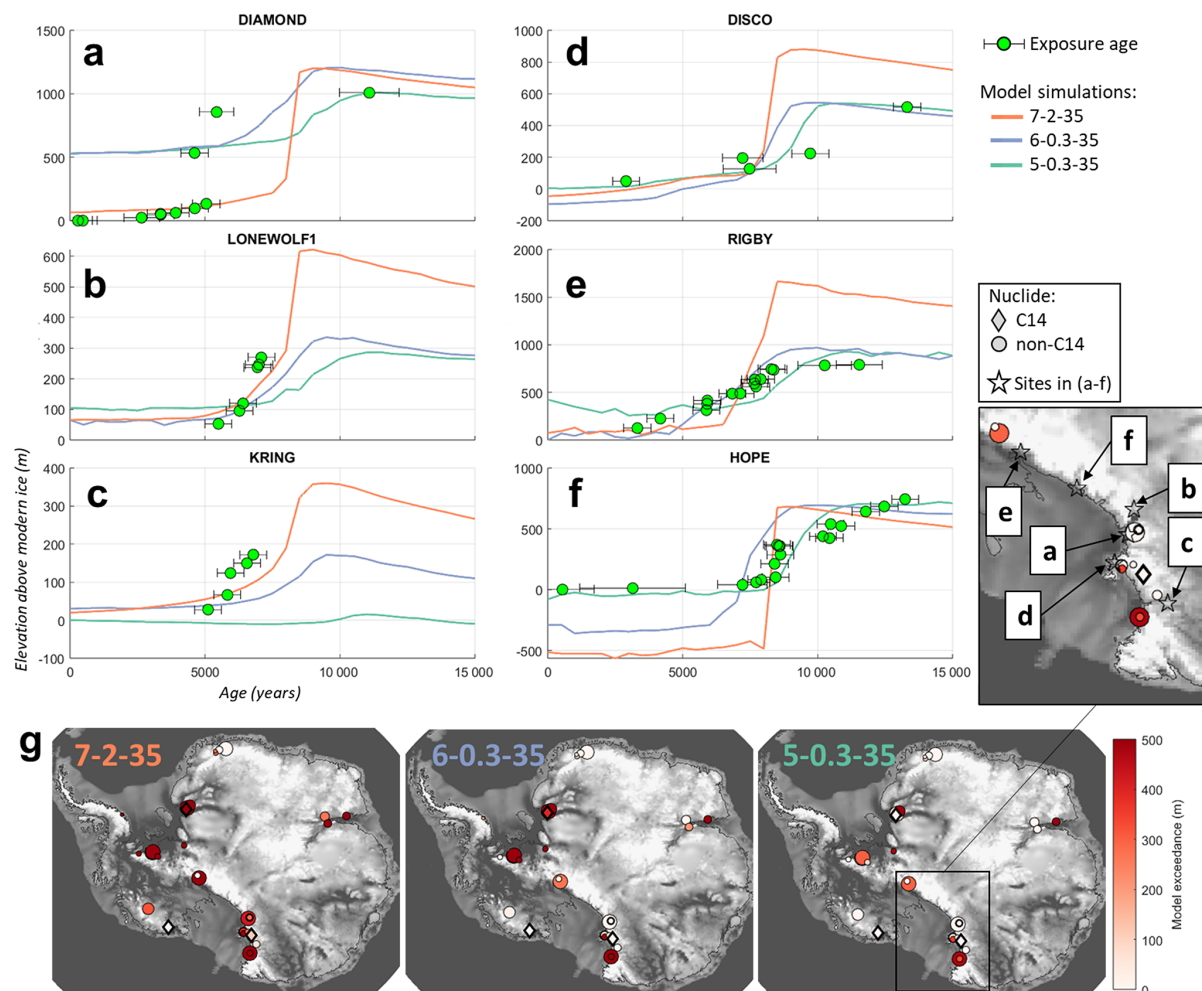 DIAMOND
a
1500
1000
500
0
DISCO
d
1000
800
600
400
200
0
-200
Exposure age
Model simulations:
7-2-35
6-0.3-35
5-0.3-35
LONEWOLF1
b
600
500
400
300
200
100
0
RIGBY
e
2000
1500
1000
500
0
Nuclide:
C14
non-C14
Sites in (a-f)
KRING
c
400
300
200
100
0
-100
0 5000 10 000 15 000
Elevation above modern ice (m)
Age (years)
HOPE
f
1000
500
0
-500
0 5000 10 000 15 000
f
b
e
a
c
d
g
7-2-35
6-0.3-35
5-0.3-35
500
400
300
200
100
0
Model exceedance (m)